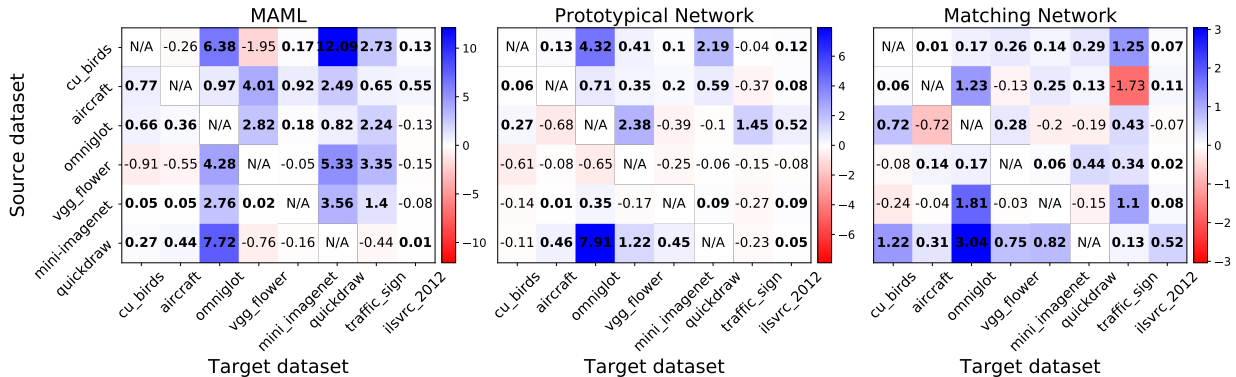 MAML
Prototypical Network
Matching Network
Source dataset
cu_birds
aircraft
omniglot
vgg_flower
mini-imagenet
quickdraw
N/A -0.26 6.38 -1.95 0.17 12.09 2.73 0.13
0.77 N/A 0.97 4.01 0.92 2.49 0.65 0.55
0.66 0.36 N/A 2.82 0.18 0.82 2.24 -0.13
-0.91 -0.55 4.28 N/A -0.05 5.33 3.35 -0.15
0.05 0.05 2.76 0.02 N/A 3.56 1.4 -0.08
0.27 0.44 7.72 -0.76 -0.16 N/A -0.44 0.01
10
5
0
−5
−10
cu_birds
aircraft
omniglot
vgg_flower
mini_imagenet
quickdraw
traffic_sign
ilsvrc_2012
Target dataset
N/A 0.13 4.32 0.41 0.1 2.19 -0.04 0.12
0.06 N/A 0.71 0.35 0.2 0.59 -0.37 0.08
0.27 -0.68 N/A 2.38 -0.39 -0.1 1.45 0.52
-0.61 -0.08 -0.65 N/A -0.25 -0.06 -0.15 -0.08
-0.14 0.01 0.35 -0.17 N/A 0.09 -0.27 0.09
-0.11 0.46 7.91 1.22 0.45 N/A -0.23 0.05
6
4
2
0
−2
−4
−6
cu_birds
aircraft
omniglot
vgg_flower
mini_imagenet
quickdraw
traffic_sign
ilsvrc_2012
Target dataset
N/A 0.01 0.17 0.26 0.14 0.29 1.25 0.07
0.06 N/A 1.23 -0.13 0.25 0.13 -1.73 0.11
0.72 -0.72 N/A 0.28 -0.2 -0.19 0.43 -0.07
-0.08 0.14 0.17 N/A 0.06 0.44 0.34 0.02
-0.24 -0.04 1.81 -0.03 N/A -0.15 1.1 0.08
1.22 0.31 3.04 0.75 0.82 N/A 0.13 0.52
3
2
1
0
−1
−2
−3
cu_birds
aircraft
omniglot
vgg_flower
mini_imagenet
quickdraw
traffic_sign
ilsvrc_2012
Target dataset